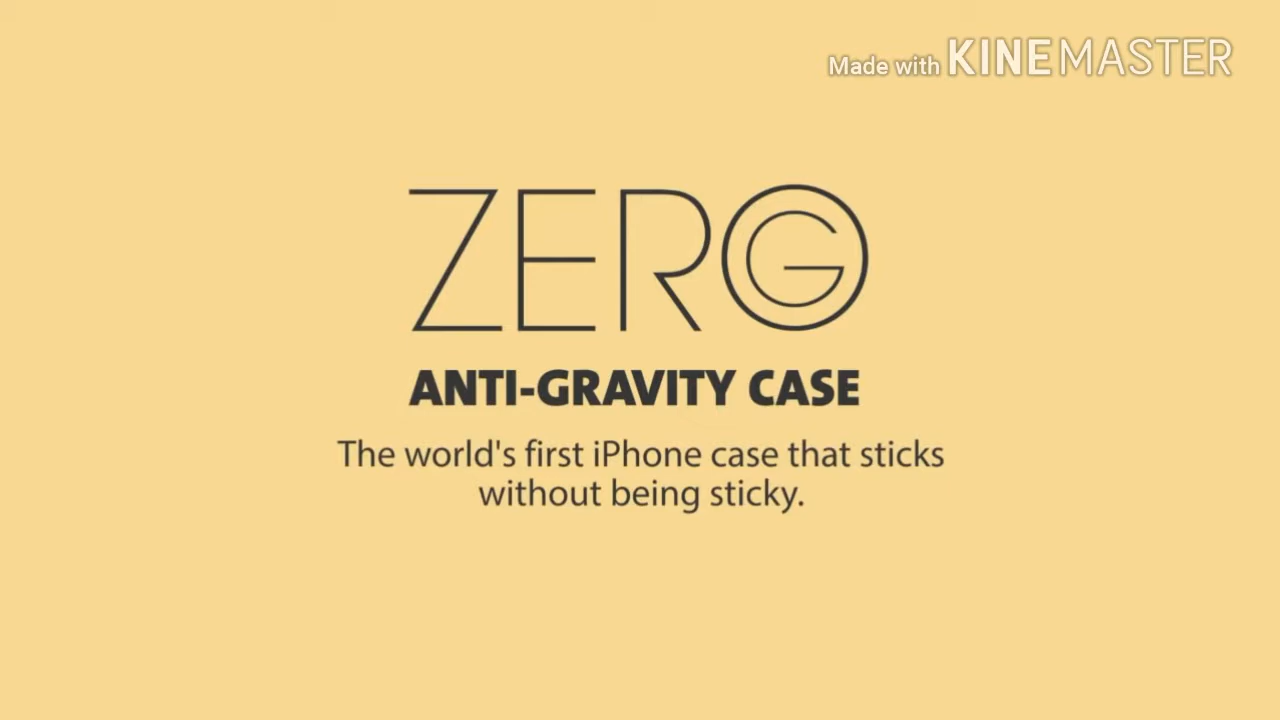 Made with KINEMASTER
ZERO G
ANTI-GRAVITY CASE
The world's first iPhone case that sticks
without being sticky.